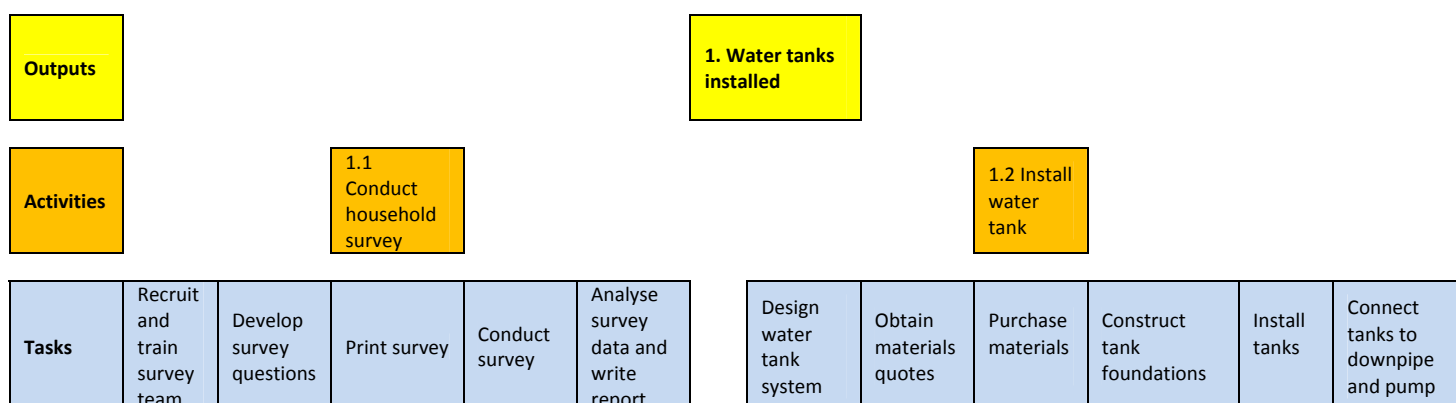 Outputs
1. Water tanks
installed
Activities
1.1
Conduct
household
survey
1.2 Install
water
tank
Tasks
Recruit
and
train
survey
team
Develop
survey
questions
Print survey
Conduct
survey
Analyse
survey
data and
write
report
Design
water
tank
system
Obtain
materials
quotes
Purchase
materials
Construct
tank
foundations
Install
tanks
Connect
tanks to
downpipe
and pump